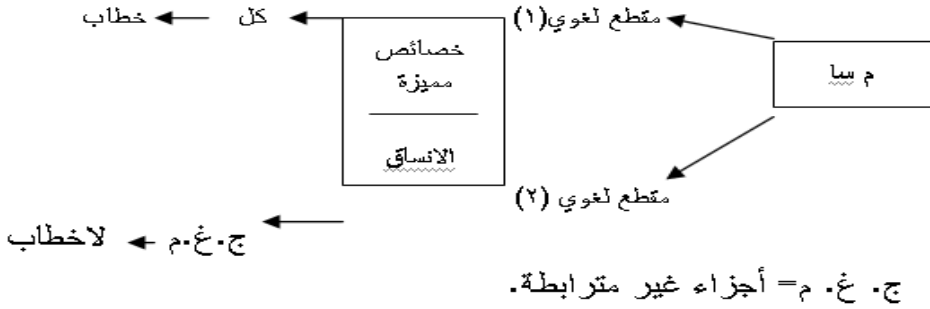 مقطع لغوي(١)
كل
خطاب
م سا
خصائص
مميزة
الانساق
مقطع لغوي (٢)
ج.غ.م
لاخطاب
ج. غ. م= أجزاء غير مترابطة.